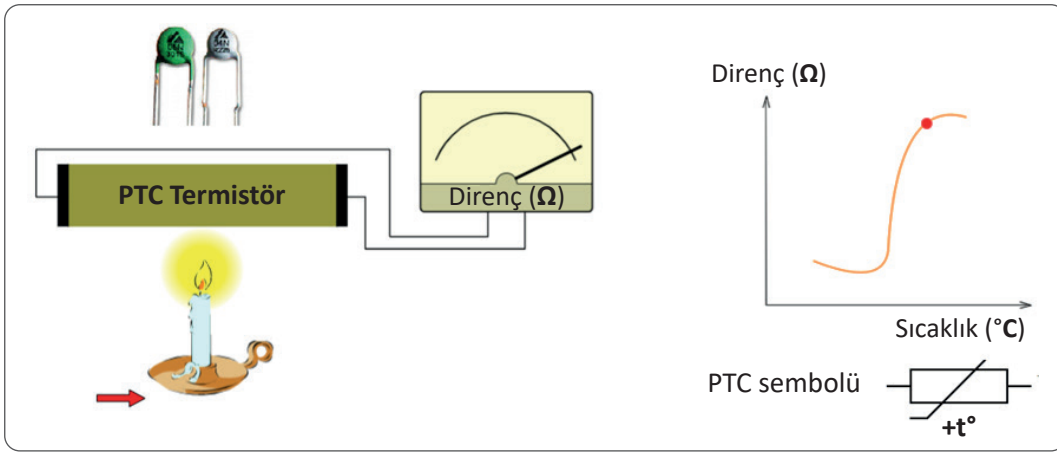 PTC Termistör
Direnç (Ω)
Direnç (Ω)
Sıcaklık (°C)
PTC sembolü
+t°